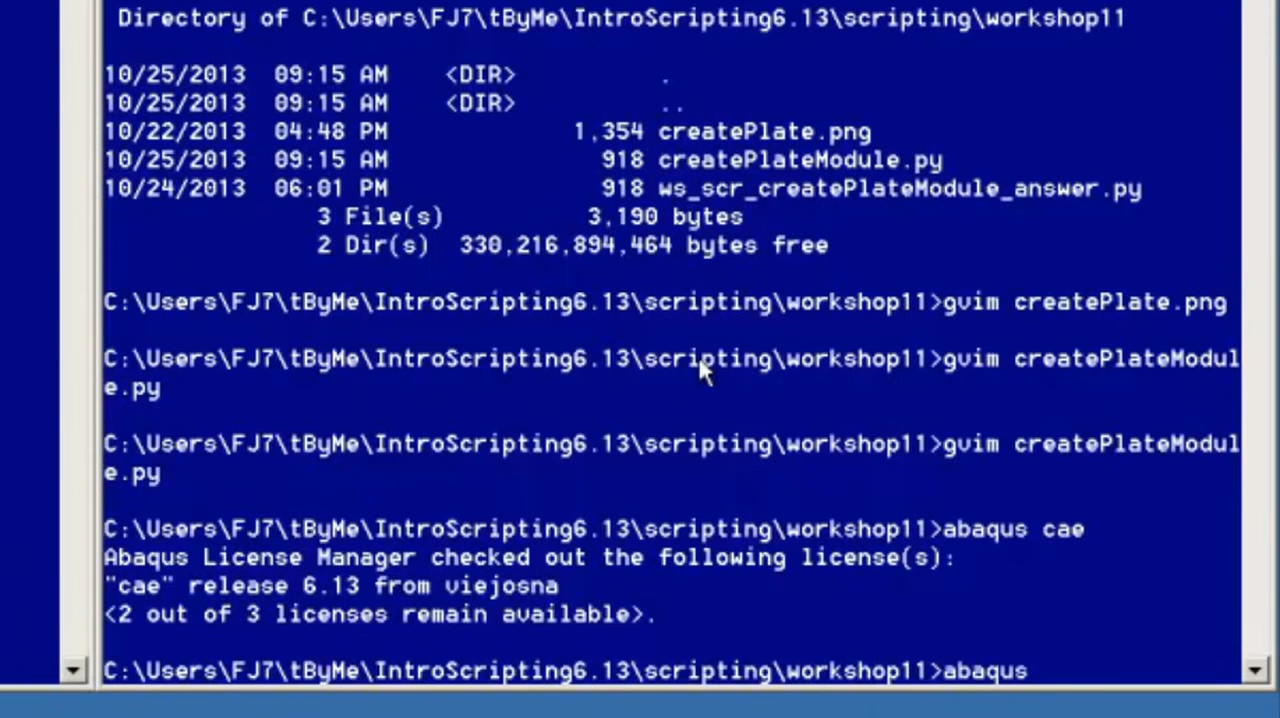 Directory of C:\Users\FJ7\tByMe\IntroScripting6.13\scripting\workshop11
10/25/2013  09:15 AM    <DIR>          .
10/25/2013  09:15 AM    <DIR>          ..
10/22/2013  04:48 PM             1,354 createPlate.png
10/25/2013  09:15 AM               918 createPlateModule.py
10/24/2013  06:01 PM               918 ws_scr_createPlateModule_answer.py
3 File(s)          3,190 bytes
2 Dir(s)  330,216,894,464 bytes free
C:\Users\FJ7\tByMe\IntroScripting6.13\scripting\workshop11>gvim createPlate.png
C:\Users\FJ7\tByMe\IntroScripting6.13\scripting\workshop11>gvim createPlateModul
e.py
C:\Users\FJ7\tByMe\IntroScripting6.13\scripting\workshop11>gvim createPlateModul
e.py
C:\Users\FJ7\tByMe\IntroScripting6.13\scripting\workshop11>abaqus cae
Abaqus License Manager checked out the following license(s):
"cae" release 6.13 from viejosna
<2 out of 3 licenses remain available>.
C:\Users\FJ7\tByMe\IntroScripting6.13\scripting\workshop11>abaqus